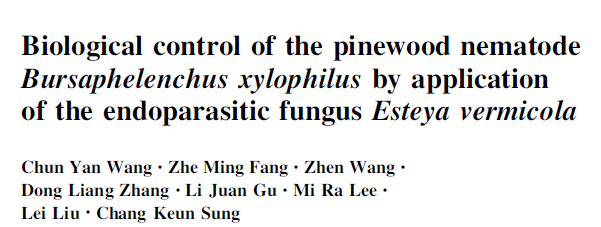 Biological control of the pinewood nematode
Bursaphelenchus xylophilus by application
of the endoparasitic fungus Esteya vermicola
Chun Yan Wang · Zhe Ming Fang · Zhen Wang ·
Dong Liang Zhang · Li Juan Gu · Mi Ra Lee ·
Lei Liu · Chang Keun Sung